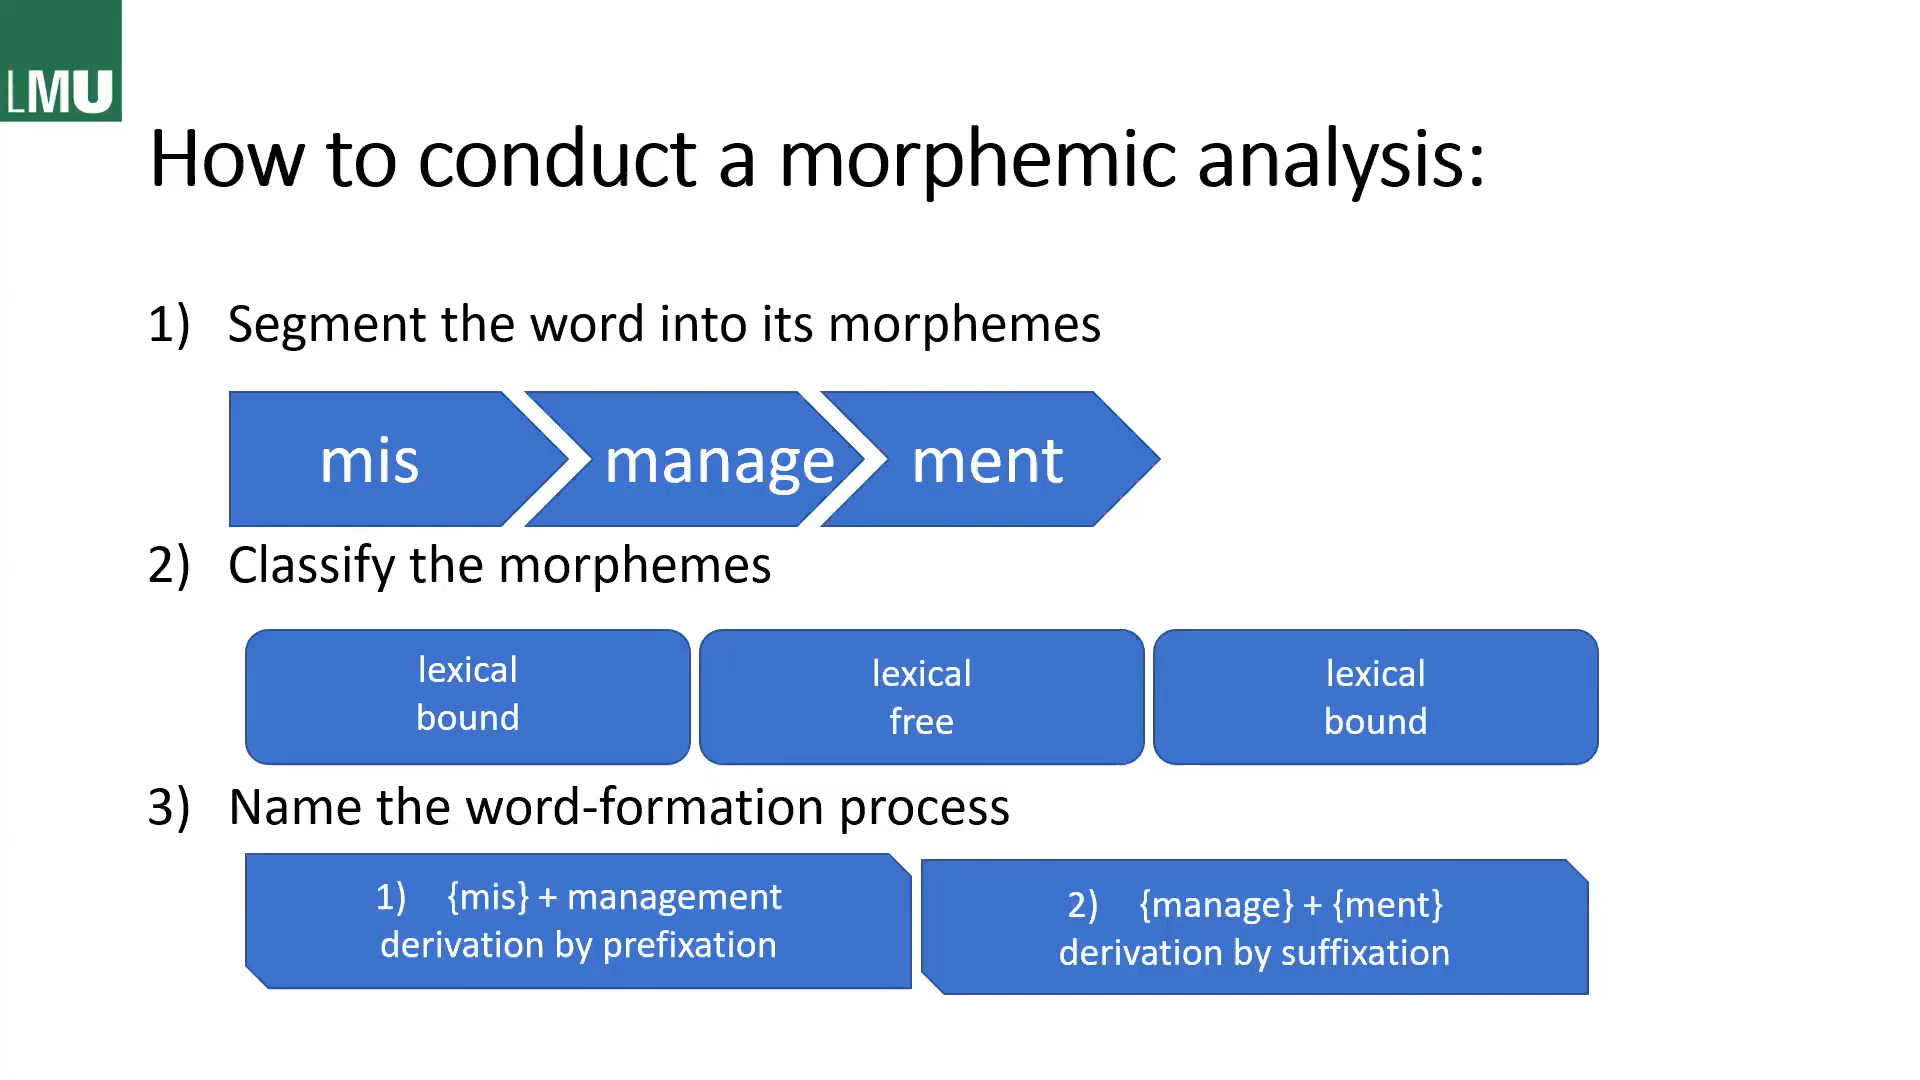 LMU
How to conduct a morphemic analysis:
1) Segment the word into its morphemes
mis manage ment
2) Classify the morphemes
lexical
bound
lexical
free
lexical
bound
3) Name the word-formation process
1) {mis} + management
derivation by prefixation
2) {manage} + {ment}
derivation by suffixation